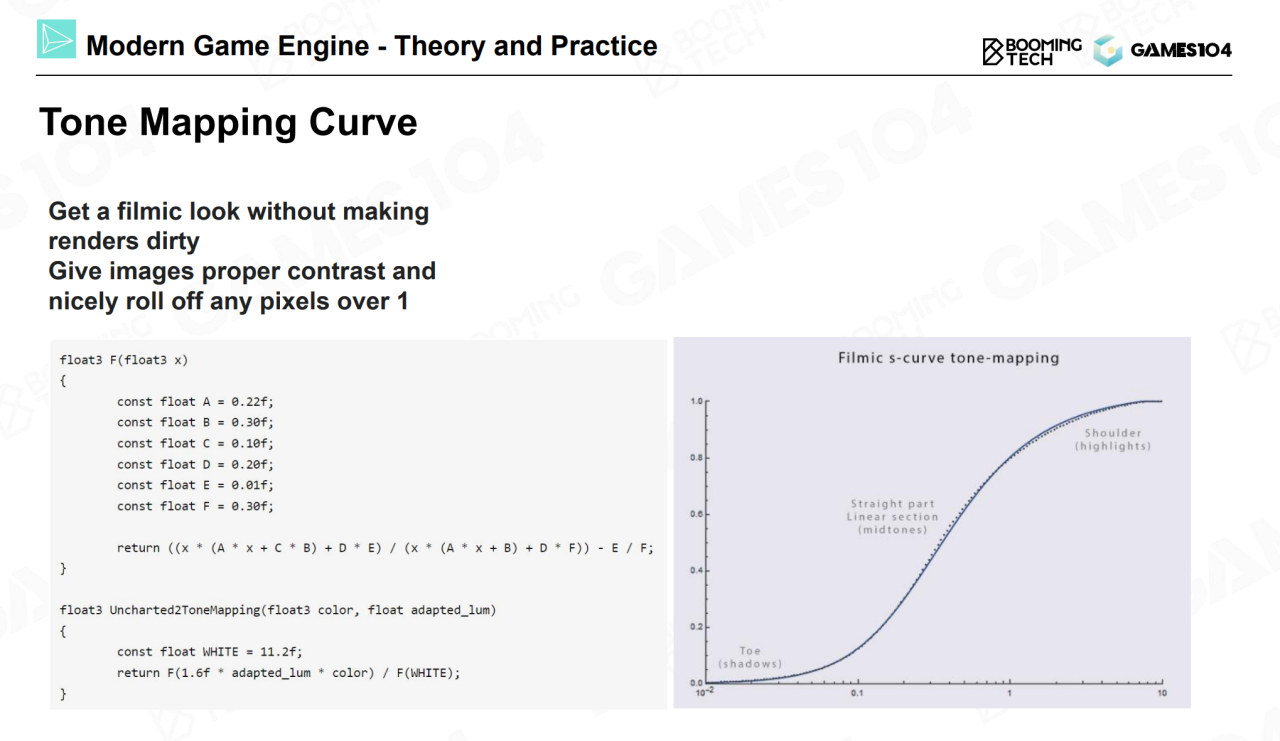 Modern Game Engine - Theory and Practice
BOOMING
TECH
GAMES104
Tone Mapping Curve
Get a filmic look without making
renders dirty
Give images proper contrast and
nicely roll off any pixels over 1
float3 F(float3 x)
{
const float A = 0.22f;
const float B = 0.30f;
const float C = 0.10f;
const float D = 0.20f;
const float E = 0.01f;
const float F = 0.30f;
return ((x * (A * x + C * B) + D * E) / (x * (A * x + B) + D * F)) - E / F;
}
float3 Uncharted2ToneMapping(float3 color, float adapted_lum)
{
const float WHITE = 11.2f;
return F(1.6f * adapted_lum * color) / F(WHITE);
}
Filmic s-curve tone-mapping
1.0
Shoulder
(highlights)
0.8
Straight part
Linear section
(midtones)
0.6
0.4
0.2
Toe
(shadows)
0.0
10⁻² 0.1 1 10